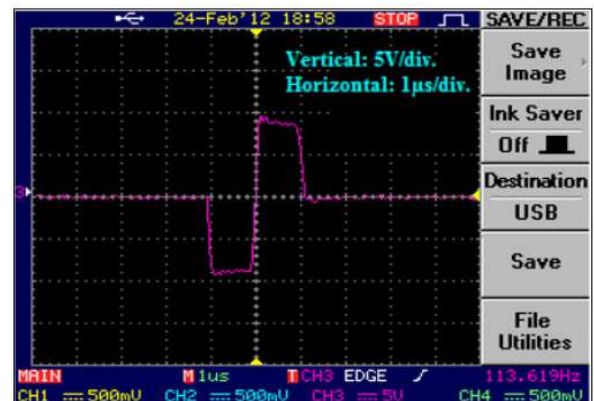 24-Feb'12 18:58 STOP
SAVE/REC
Vertical: 5V/div.
Horizontal: 1µs/div.
Save
Image
Ink Saver
Off
Destination
USB
Save
File
Utilities
3
MAIN M 1us T CH3 EDGE 113.619Hz
CH1 500mV CH2 500mV CH3 5V CH4 500mV